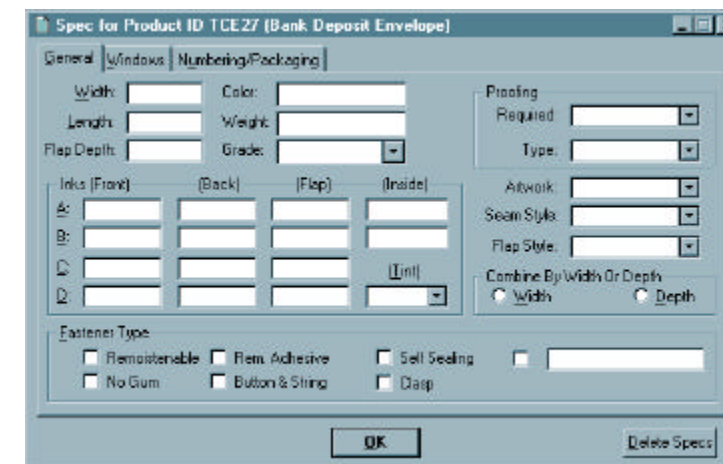 Spec for Product ID TCE27 (Bank Deposit Envelope)
General Windows Numbering/Packaging
Width: Color:
Length: Weight:
Flap Depth: Grade:
Proofing
Required:
Type:
Inks (Front) (Back) (Flap) (Inside)
A:
B:
C: (Tint)
D:
Artwork:
Seam Style:
Flap Style:
Combine By Width Or Depth
Width Depth
Fastener Type
Remoistenable Rem. Adhesive Self Sealing
No Gum Button & String Clasp
OK Delete Specs